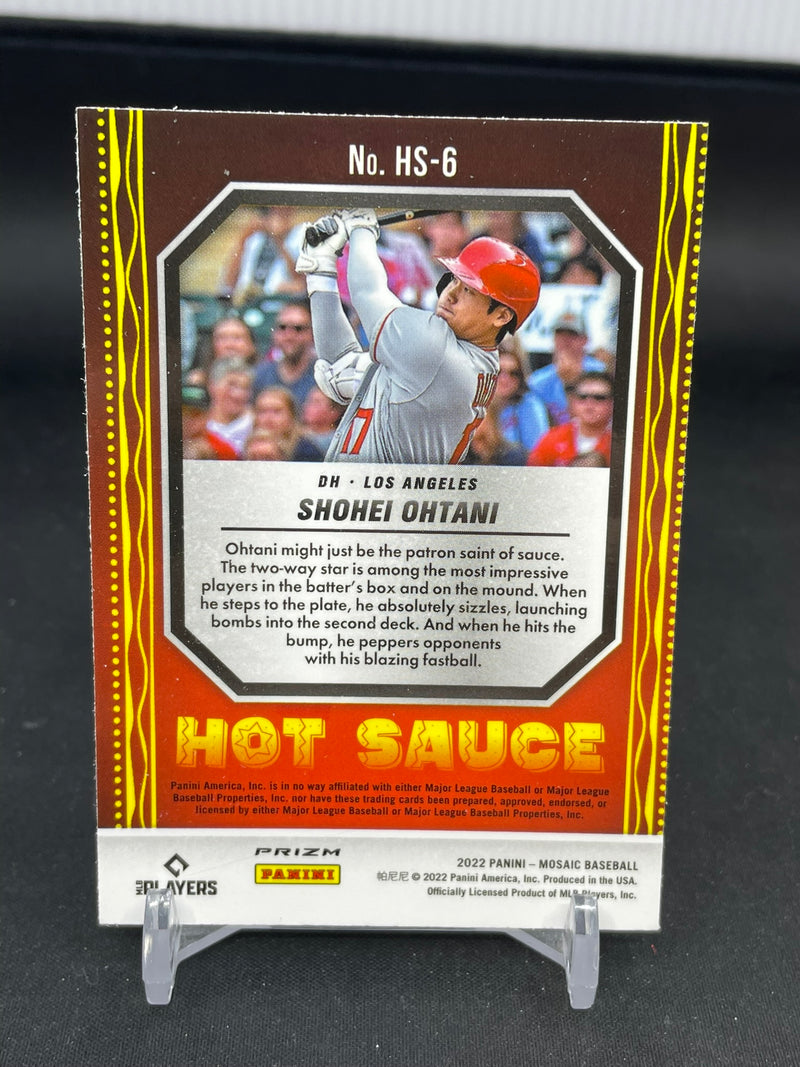 No. HS-6
17
DH · LOS ANGELES
SHOHEI OHTANI
Ohtani might just be the patron saint of sauce.
The two-way star is among the most impressive
players in the batter's box and on the mound. When
he steps to the plate, he absolutely sizzles, launching
bombs into the second deck. And when he hits the
bump, he peppers opponents
with his blazing fastball.
HOT SAUCE
Panini America, Inc. is in no way affiliated with either Major League Baseball or Major League
Baseball Properties, Inc. nor have these trading cards been prepared, approved, endorsed, or
licensed by either Major League Baseball or Major League Baseball Properties, Inc.
MLB PLAYERS
PRIZM
PANINI
2022 PANINI – MOSAIC BASEBALL
帕尼尼 © 2022 Panini America, Inc. Produced in the USA.
Officially Licensed Product of MLB Players, Inc.